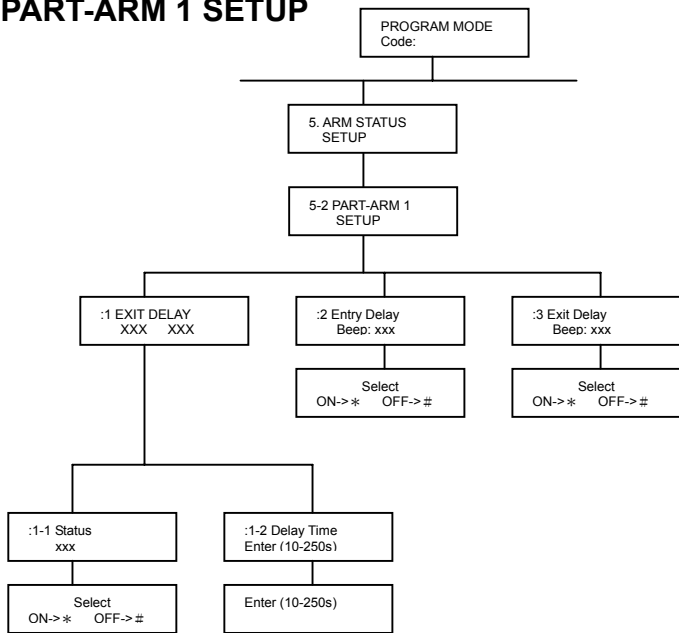 PART-ARM 1 SETUP
PROGRAM MODE
Code:
5. ARM STATUS
SETUP
5-2 PART-ARM 1
SETUP
:1 EXIT DELAY
XXX XXX
:2 Entry Delay
Beep: xxx
:3 Exit Delay
Beep: xxx
Select
ON->* OFF->#
Select
ON->* OFF->#
:1-1 Status
xxx
:1-2 Delay Time
Enter (10-250s)
Select
ON->* OFF->#
Enter (10-250s)